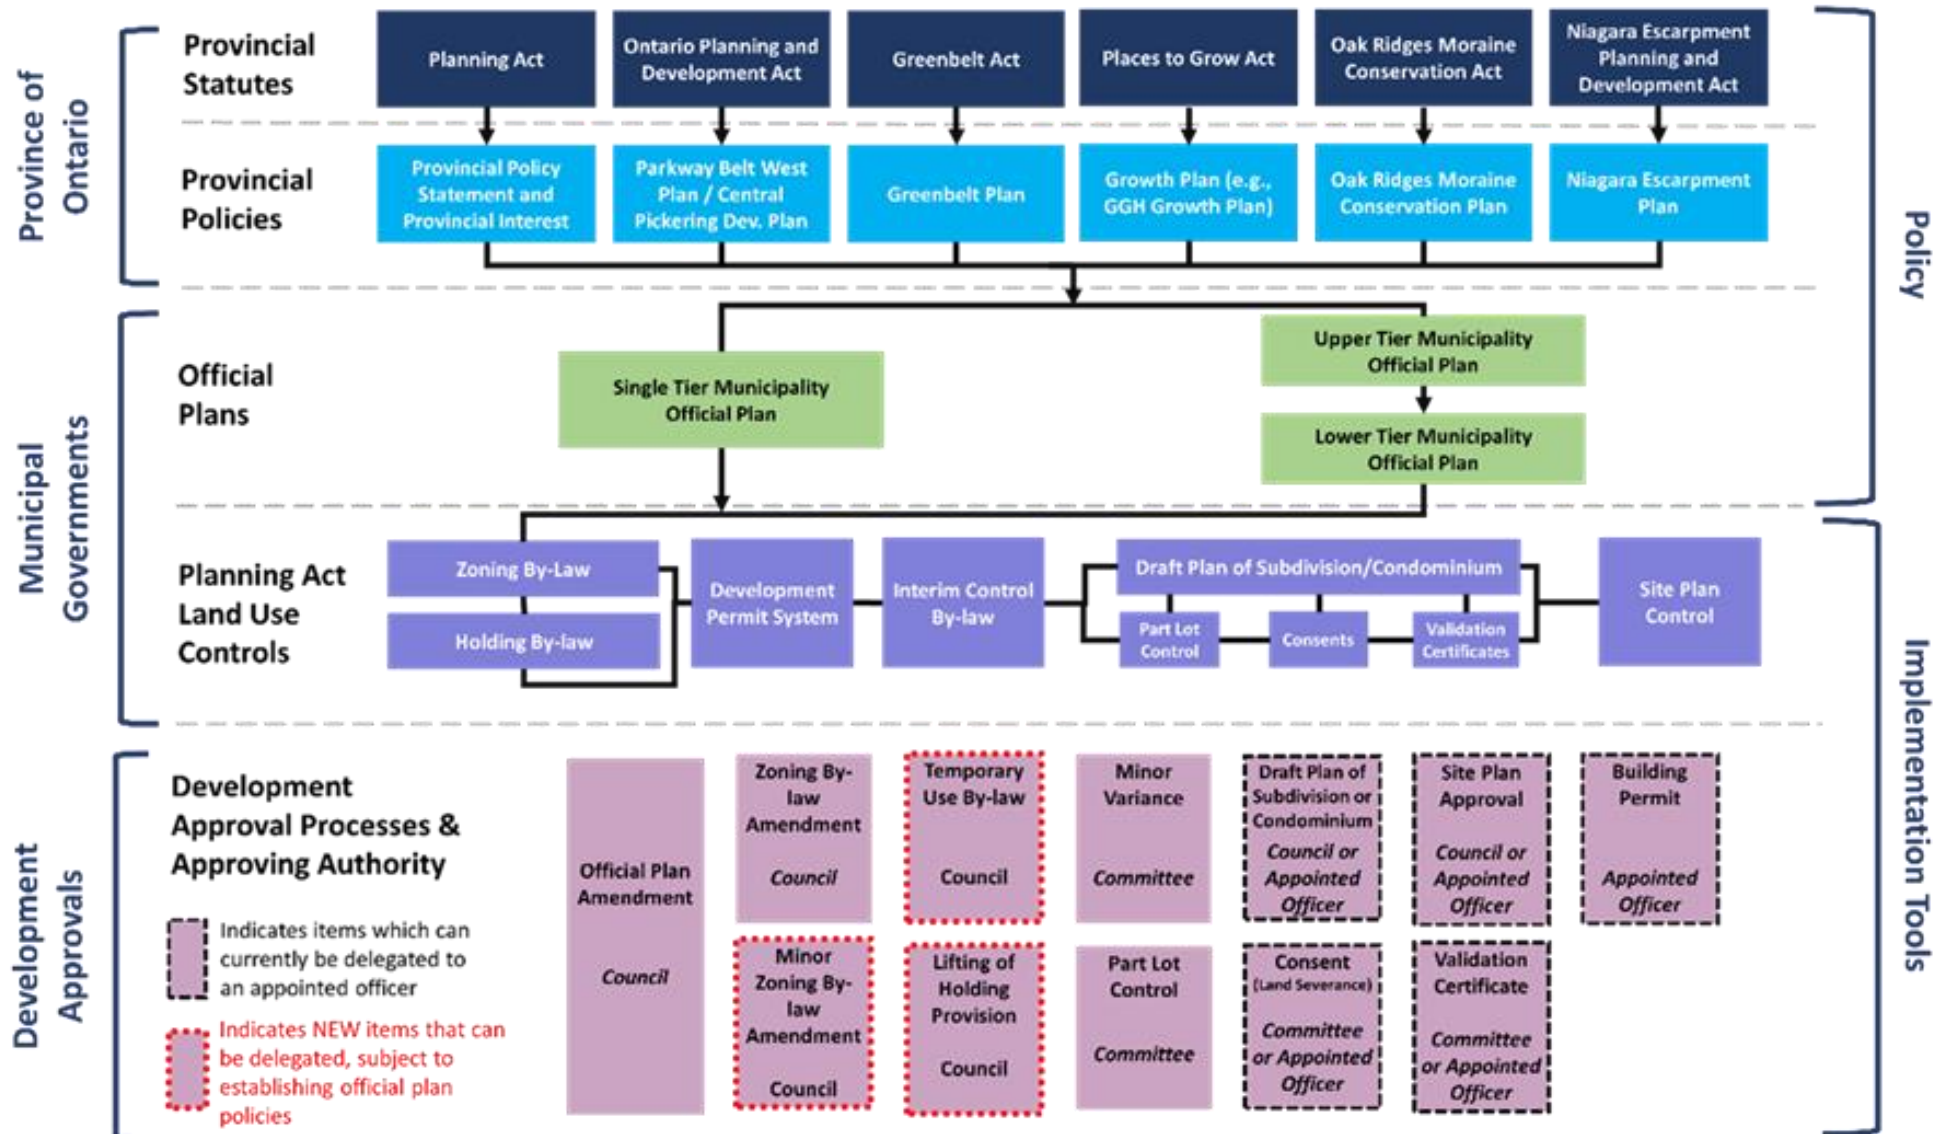 Province of
Ontario
Provincial
Statutes
Planning Act
Ontario Planning and
Development Act
Greenbelt Act
Places to Grow Act
Oak Ridges Moraine
Conservation Act
Niagara Escarpment
Planning and
Development Act
Provincial
Policies
Provincial Policy
Statement and
Provincial Interest
Parkway Belt West
Plan / Central
Pickering Dev. Plan
Greenbelt Plan
Growth Plan (e.g.,
GGH Growth Plan)
Oak Ridges Moraine
Conservation Plan
Niagara Escarpment
Plan
Policy
Municipal
Governments
Official
Plans
Single Tier Municipality
Official Plan
Upper Tier Municipality
Official Plan
Lower Tier Municipality
Official Plan
Planning Act
Land Use
Controls
Zoning By-Law
Holding By-law
Development
Permit System
Interim Control
By-law
Draft Plan of Subdivision/Condominium
Part Lot
Control
Consents
Validation
Certificates
Site Plan
Control
Implementation Tools
Development
Approvals
Development
Approval Processes &
Approving Authority
Indicates items which can
currently be delegated to
an appointed officer
Indicates NEW items that can
be delegated, subject to
establishing official plan
policies
Official Plan
Amendment
Council
Zoning By-
law
Amendment
Council
Temporary
Use By-law
Council
Minor
Variance
Committee
Draft Plan of
Subdivision or
Condominium
Council or
Appointed
Officer
Site Plan
Approval
Council or
Appointed
Officer
Building
Permit
Appointed
Officer
Minor
Zoning By-
law
Amendment
Council
Lifting of
Holding
Provision
Council
Part Lot
Control
Committee
Consent
(Land Severance)
Committee
or Appointed
Officer
Validation
Certificate
Committee
or Appointed
Officer